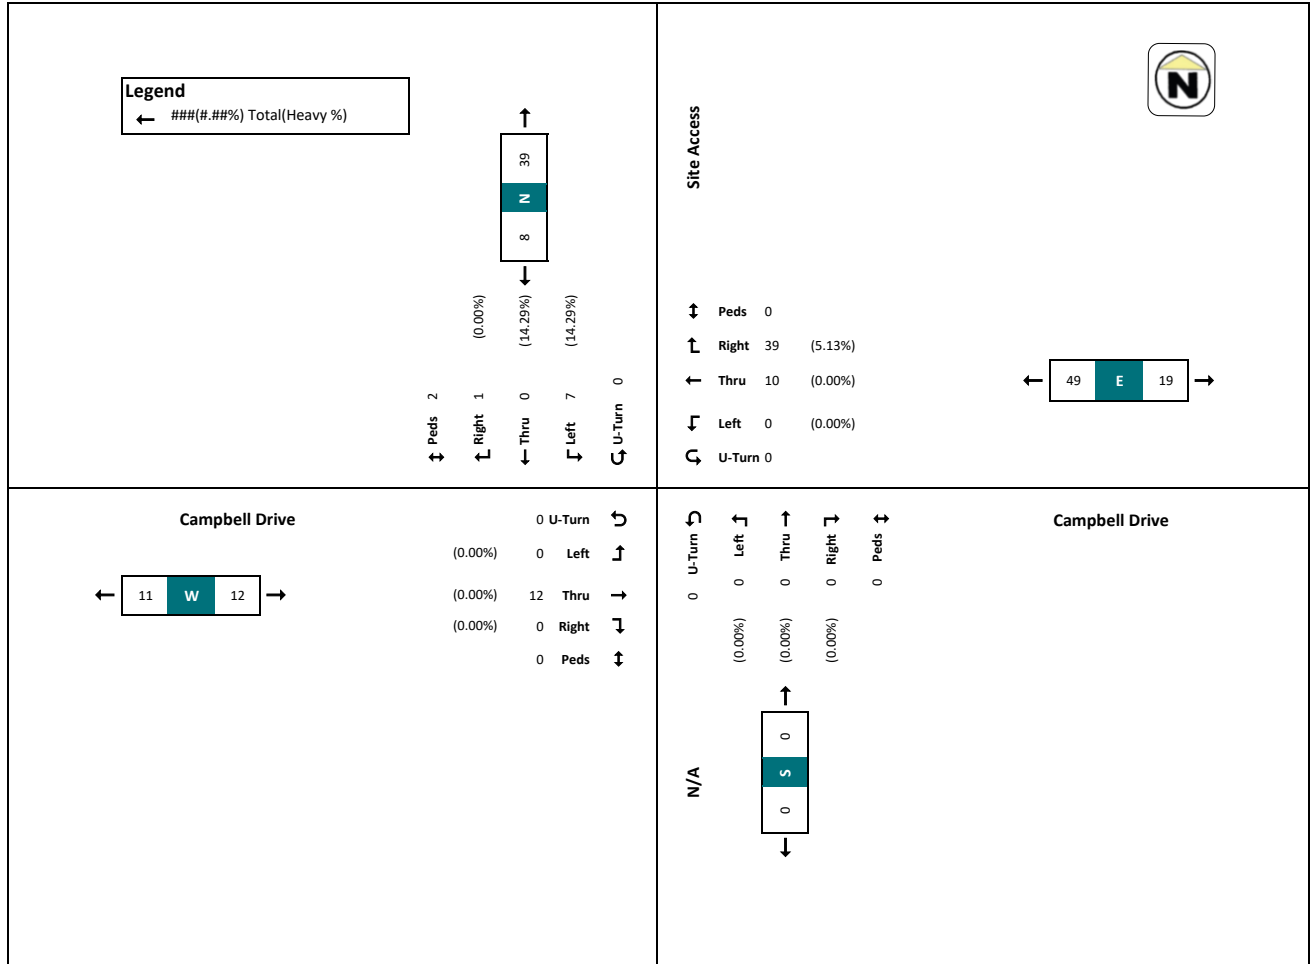 Legend
← ###(#.##%) Total(Heavy %)
39
N
8
(0.00%)
(14.29%)
(14.29%)
Peds 2
Right 1
Thru 0
Left 7
U-Turn 0
Site Access
N
Peds 0
Right 39 (5.13%)
Thru 10 (0.00%)
Left 0 (0.00%)
U-Turn 0
49 E 19
Campbell Drive
0 U-Turn
(0.00%) 0 Left
(0.00%) 12 Thru
(0.00%) 0 Right
0 Peds
11 W 12
0 U-Turn
0 Left
0 Thru
0 Right
0 Peds
(0.00%)
(0.00%)
(0.00%)
N/A
0
S
0
Campbell Drive